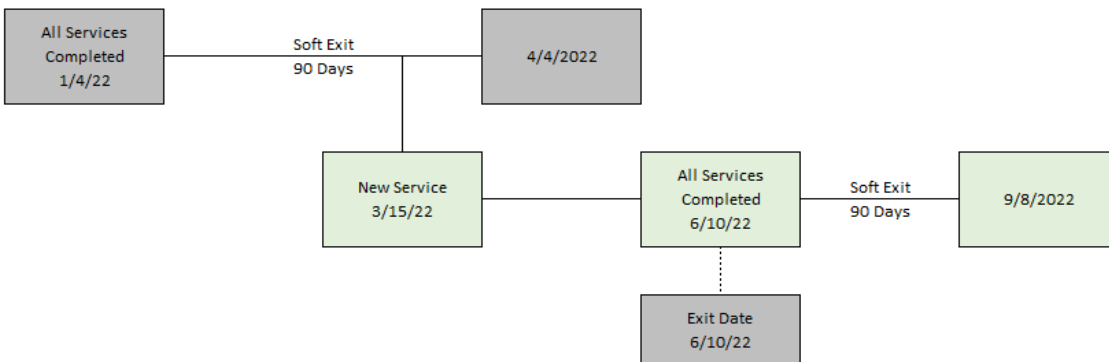 All Services
Completed
1/4/22
Soft Exit
90 Days
4/4/2022
New Service
3/15/22
All Services
Completed
6/10/22
Soft Exit
90 Days
9/8/2022
Exit Date
6/10/22